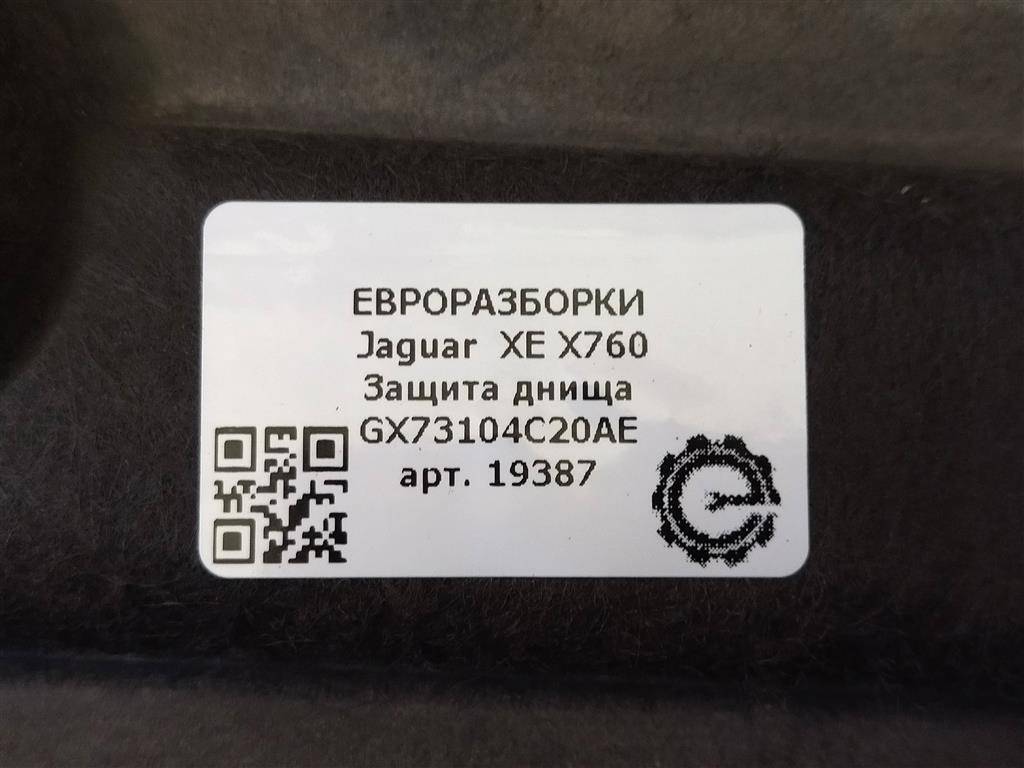 ЕВРОРАЗБОРКИ
Jaguar XE X760
Защита днища
GX73104C20AE
арт. 19387